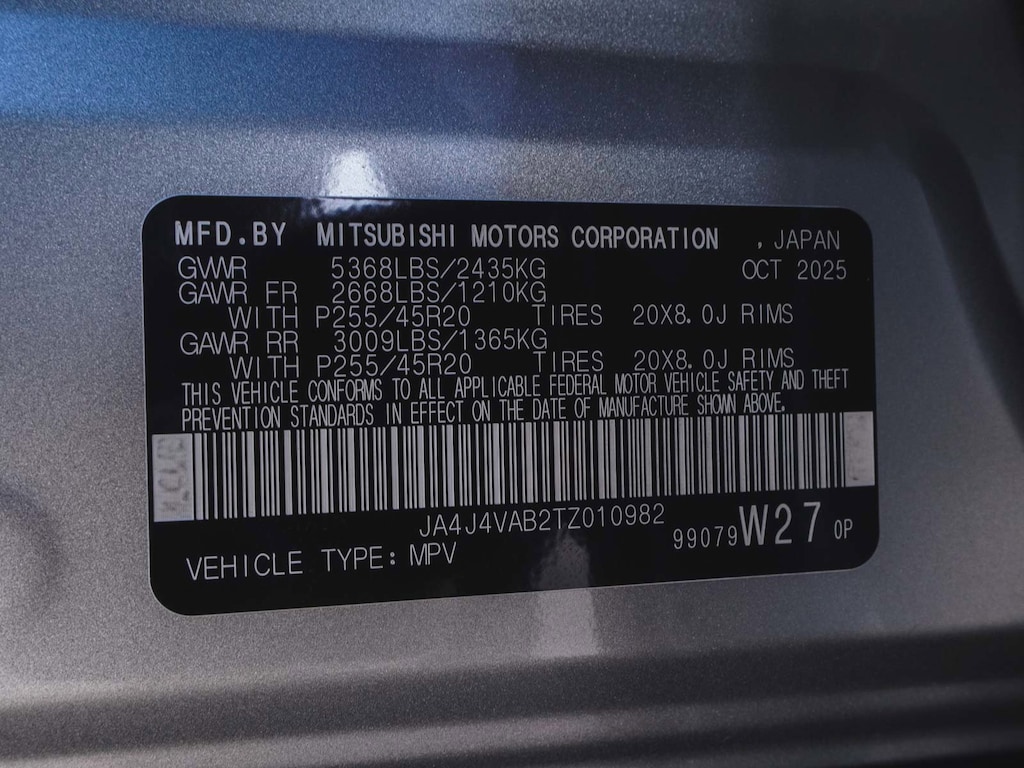 MFD.BY MITSUBISHI MOTORS CORPORATION , JAPAN
GWWR 5368LBS/2435KG OCT 2025
GAWR FR 2668LBS/1210KG
WITH P255/45R20 TIRES 20X8.0J RIMS
GAWR RR 3009LBS/1365KG
WITH P255/45R20 TIRES 20X8.0J RIMS
THIS VEHICLE CONFORMS TO ALL APPLICABLE FEDERAL MOTOR VEHICLE SAFETY AND THEFT
PREVENTION STANDARDS IN EFFECT ON THE DATE OF MANUFACTURE SHOWN ABOVE.
JA4J4VAB2TZ010982
99079 W27 0P
VEHICLE TYPE: MPV